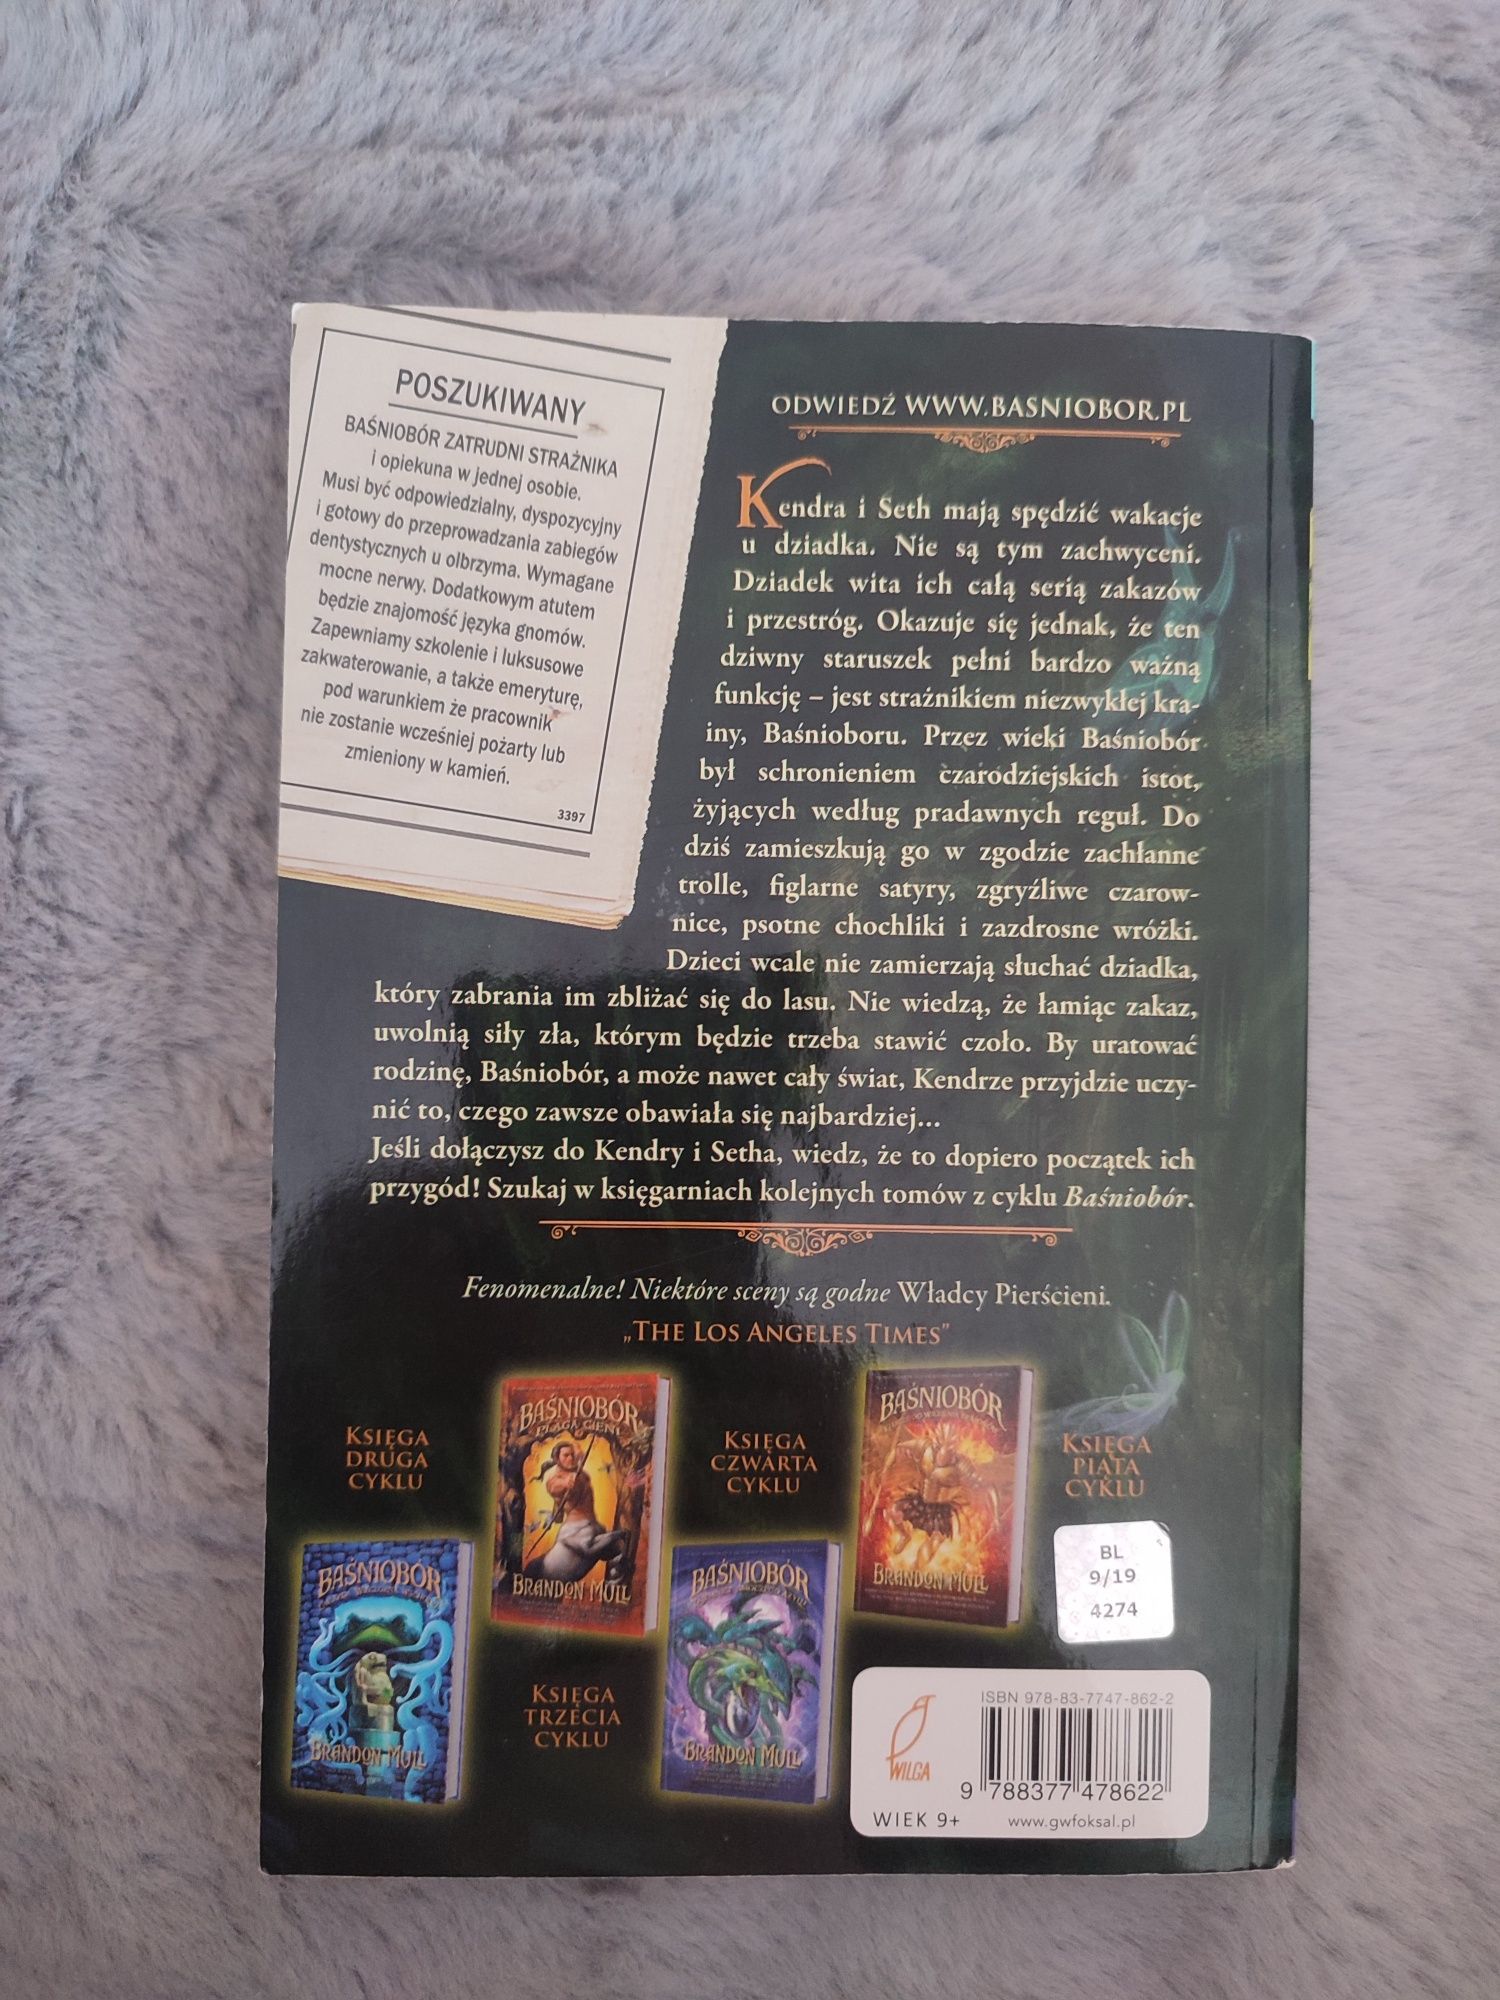 POSZUKIWANY
BAŚNIOBÓR ZATRUDNI STRAŻNIKA
i opiekuna w jednej osobie.
Musi być odpowiedzialny, dyspozycyjny
i gotowy do przeprowadzania zabiegów
dentystycznych u olbrzyma. Wymagane
mocne nerwy. Dodatkowym atutem
będzie znajomość języka gnomów.
Zapewniamy szkolenie i luksusowe
zakwaterowanie, a także emeryturę,
pod warunkiem że pracownik
nie zostanie wcześniej pożarty lub
zmieniony w kamień.
3397
ODWIEDŹ WWW.BASNIOBOR.PL
Kendra i Seth mają spędzić wakacje
u dziadka. Nie są tym zachwyceni.
Dziadek wita ich całą serią zakazów
i przestróg. Okazuje się jednak, że ten
dziwny staruszek pełni bardzo ważną
funkcję – jest strażnikiem niezwykłej kra-
iny, Baśnioboru. Przez wieki Baśniobór
był schronieniem czarodziejskich istot,
żyjących według pradawnych reguł. Do
dziś zamieszkują go w zgodzie zachłanne
trolle, figlarne satyry, zgryźliwe czarow-
nice, psotne chochliki i zazdrosne wróżki.
Dzieci wcale nie zamierzają słuchać dziadka,
który zabrania im zbliżać się do lasu. Nie wiedzą, że łamiąc zakaz,
uwolnią siły zła, którym będzie trzeba stawić czoło. By uratować
rodzinę, Baśniobór, a może nawet cały świat, Kendrze przyjdzie uczy-
nić to, czego zawsze obawiała się najbardziej...
Jeśli dołączysz do Kendry i Setha, wiedz, że to dopiero początek ich
przygód! Szukaj w księgarniach kolejnych tomów z cyklu Baśniobór.
Fenomenalne! Niektóre sceny są godne Władcy Pierścieni.
„THE LOS ANGELES TIMES”
KSIĘGA
DRUGA
CYKLU
BAŚNIOBÓR
BRANDON MULL
BAŚNIOBÓR
PLAGA CIENI
BRANDON MULL
KSIĘGA
TRZECIA
CYKLU
KSIĘGA
CZWARTA
CYKLU
BAŚNIOBÓR
BRANDON MULL
BAŚNIOBÓR
BRANDON MULL
KSIĘGA
PIĄTA
CYKLU
BL
9/19
4274
WILGA
WIEK 9+
ISBN 978-83-7747-862-2
9 788377 478622
www.gwfoksal.pl